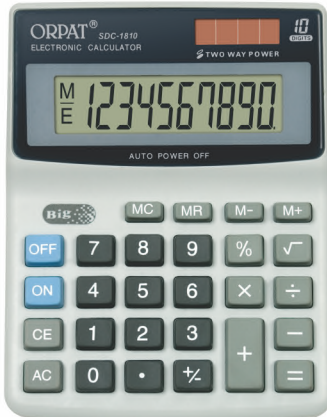 ORPAT® SDC-1810
ELECTRONIC CALCULATOR
10
DIGITS
TWO WAY POWER
M
E 1234567890.
AUTO POWER OFF
Big MC MR M- M+
OFF 7 8 9 % √
ON 4 5 6 × ÷
CE 1 2 3 + −
AC 0 • +/- =